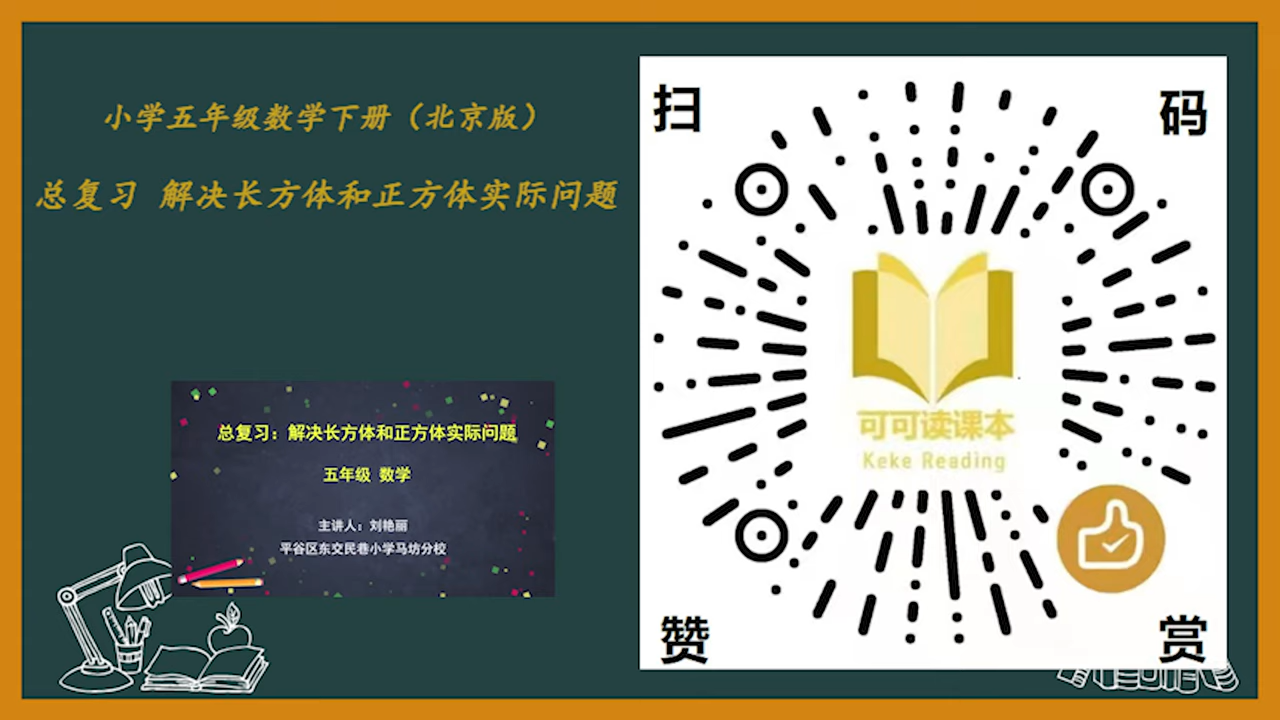 小学五年级数学下册（北京版）
总复习 解决长方体和正方体实际问题
总复习：解决长方体和正方体实际问题
五年级 数学
主讲人：刘艳丽
平谷区东交民巷小学马坊分校
扫 码
可可读课本
Keke Reading
赞 赏